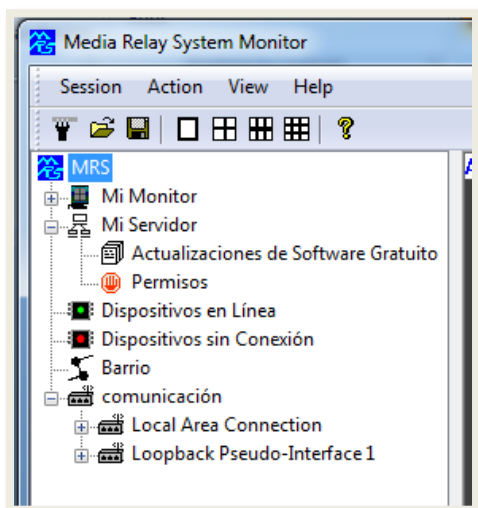 Media Relay System Monitor
Session Action View Help
MRS
Mi Monitor
Mi Servidor
Actualizaciones de Software Gratuito
Permisos
Dispositivos en Línea
Dispositivos sin Conexión
Barrio
comunicación
Local Area Connection
Loopback Pseudo-Interface 1